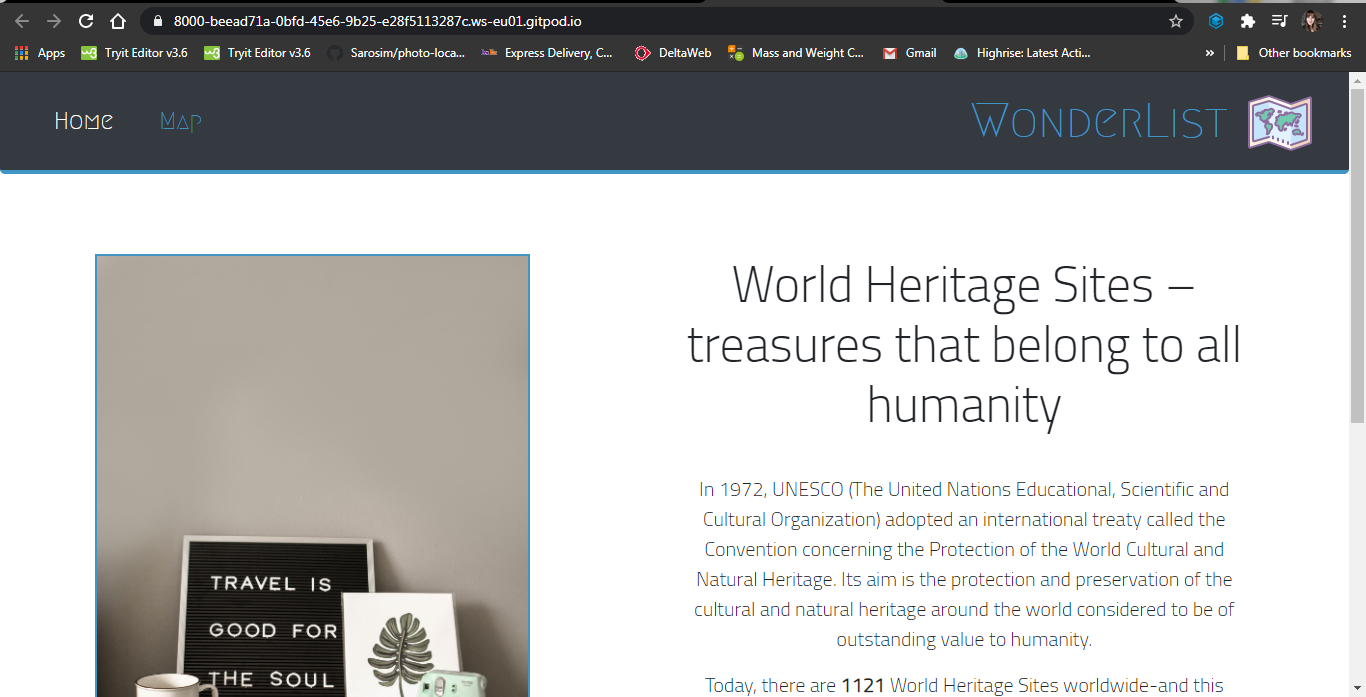 8000-beead71a-0bfd-45e6-9b25-e28f5113287c.ws-eu01.gitpod.io
Apps Tryit Editor v3.6 Tryit Editor v3.6 Sarosim/photo-loca... Express Delivery, C... DeltaWeb Mass and Weight C... Gmail Highrise: Latest Acti... » Other bookmarks
Home Map WonderList
World Heritage Sites –
treasures that belong to all
humanity
In 1972, UNESCO (The United Nations Educational, Scientific and
Cultural Organization) adopted an international treaty called the
Convention concerning the Protection of the World Cultural and
Natural Heritage. Its aim is the protection and preservation of the
cultural and natural heritage around the world considered to be of
outstanding value to humanity.
Today, there are 1121 World Heritage Sites worldwide-and this
TRAVEL IS
GOOD FOR
THE SOUL